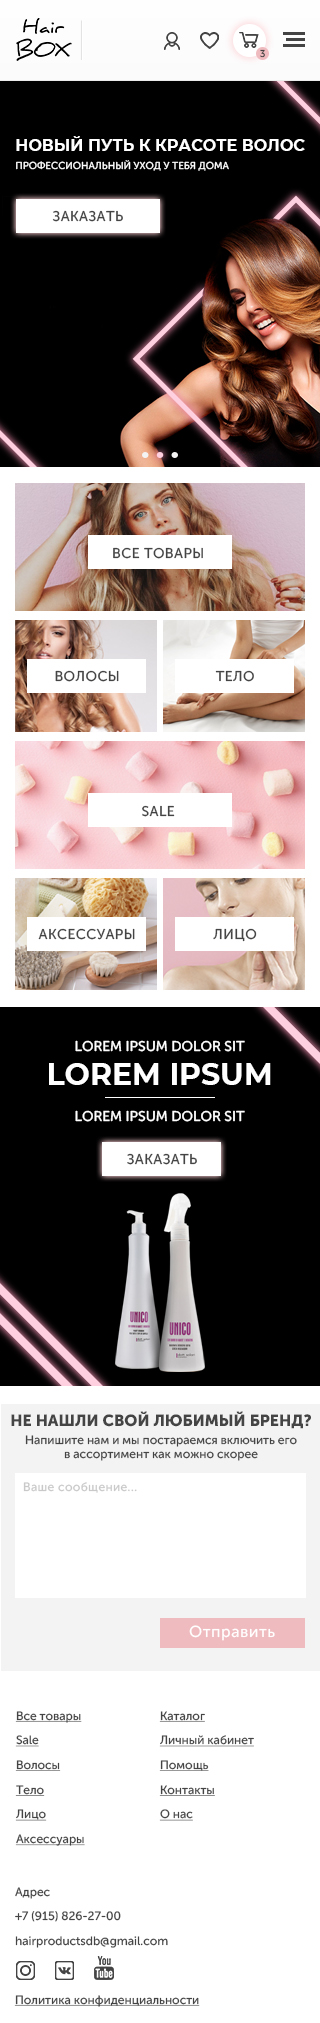 Hair
BOX
3
НОВЫЙ ПУТЬ К КРАСОТЕ ВОЛОС
ПРОФЕССИОНАЛЬНЫЙ УХОД У ТЕБЯ ДОМА
ЗАКАЗАТЬ
ВСЕ ТОВАРЫ
ВОЛОСЫ
ТЕЛО
SALE
АКСЕССУАРЫ
ЛИЦО
LOREM IPSUM DOLOR SIT
LOREM IPSUM
LOREM IPSUM DOLOR SIT
ЗАКАЗАТЬ
UNICO
UNICO
НЕ НАШЛИ СВОЙ ЛЮБИМЫЙ БРЕНД?
Напишите нам и мы постараемся включить его
в ассортимент как можно скорее
Ваше сообщение...
Отправить
Все товары
Sale
Волосы
Тело
Лицо
Аксессуары
Каталог
Личный кабинет
Помощь
Контакты
О нас
Адрес
+7 (915) 826-27-00
hairproductsdb@gmail.com
You
Tube
Политика конфиденциальности